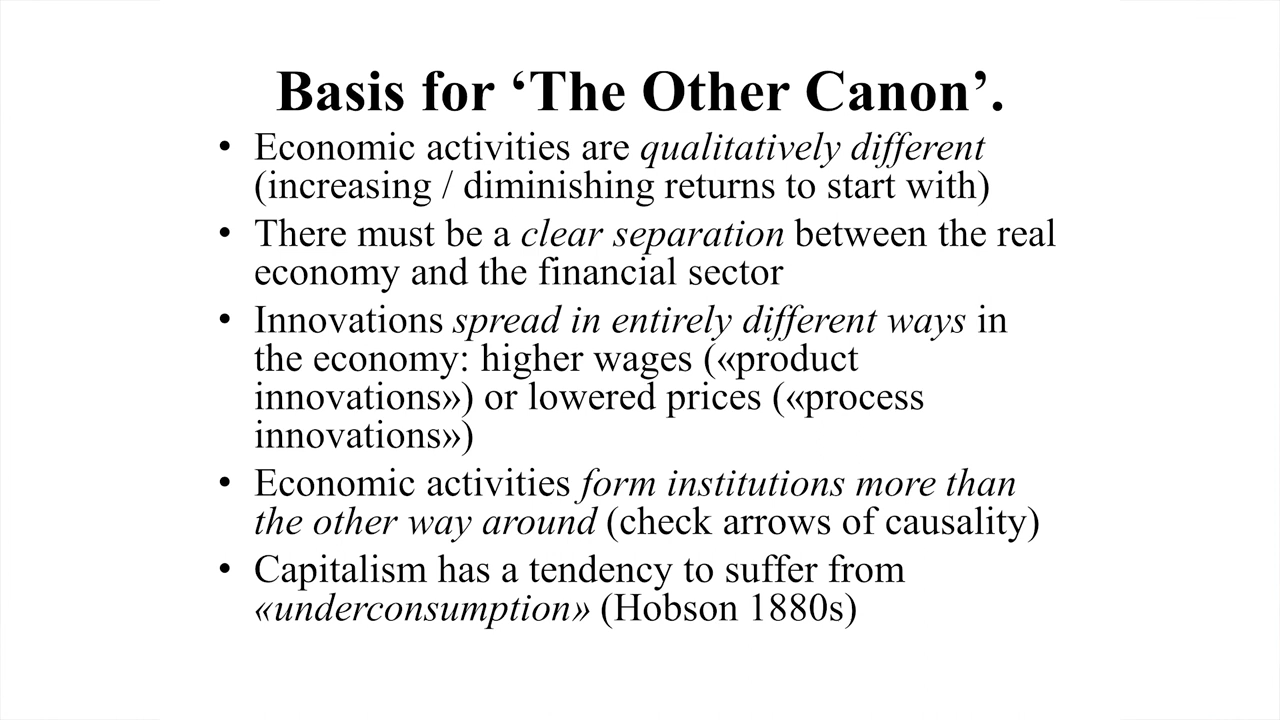 Basis for ‘The Other Canon’.
• Economic activities are qualitatively different
(increasing / diminishing returns to start with)
• There must be a clear separation between the real
economy and the financial sector
• Innovations spread in entirely different ways in
the economy: higher wages («product
innovations») or lowered prices («process
innovations»)
• Economic activities form institutions more than
the other way around (check arrows of causality)
• Capitalism has a tendency to suffer from
«underconsumption» (Hobson 1880s)